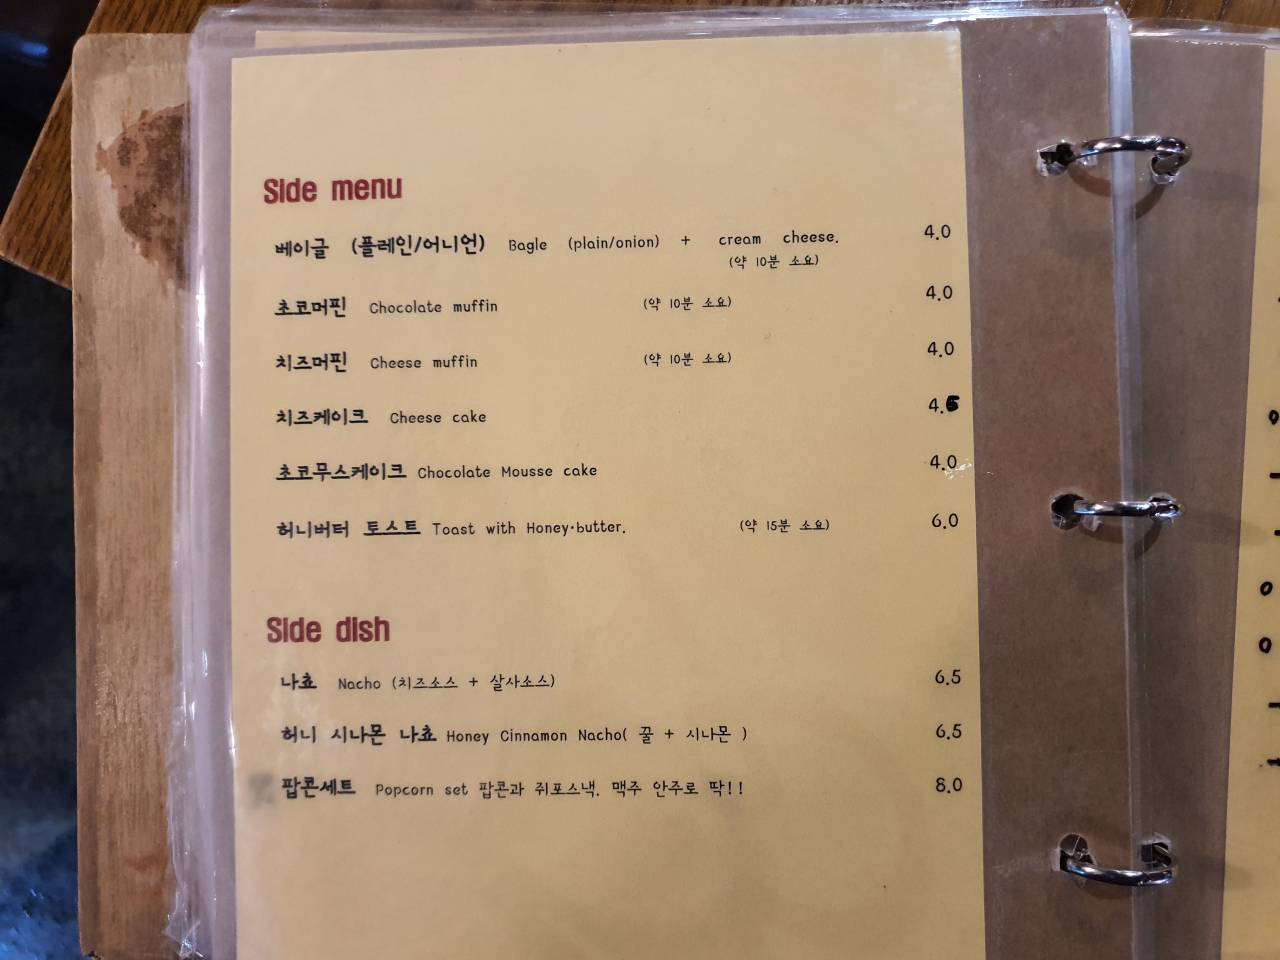 Side menu
베이글 (플레인/어니언) Bagle (plain/onion) + cream cheese. 4.0
(약 10분 소요)
초코머핀 Chocolate muffin (약 10분 소요) 4.0
치즈머핀 Cheese muffin (약 10분 소요) 4.0
치즈케이크 Cheese cake 4.5
초코무스케이크 Chocolate Mousse cake 4.0
허니버터 토스트 Toast with Honey·butter. (약 15분 소요) 6.0
Side dish
나쵸 Nacho (치즈소스 + 살사소스) 6.5
허니 시나몬 나쵸 Honey Cinnamon Nacho( 꿀 + 시나몬 ) 6.5
팝콘세트 Popcorn set 팝콘과 쥐포스낵. 맥주 안주로 딱!! 8.0